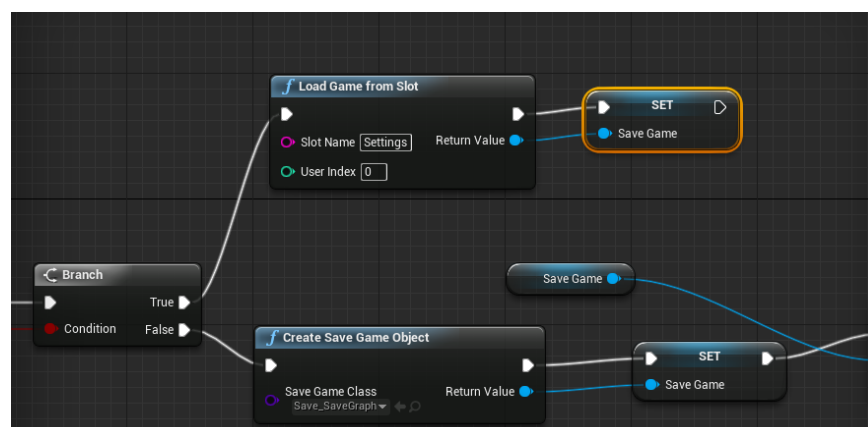 f Load Game from Slot
SET
Slot Name Settings Return Value
Save Game
User Index 0
Branch
Save Game
True
Condition False
f Create Save Game Object
SET
Save Game Class Return Value
Save Game
Save_SaveGraph